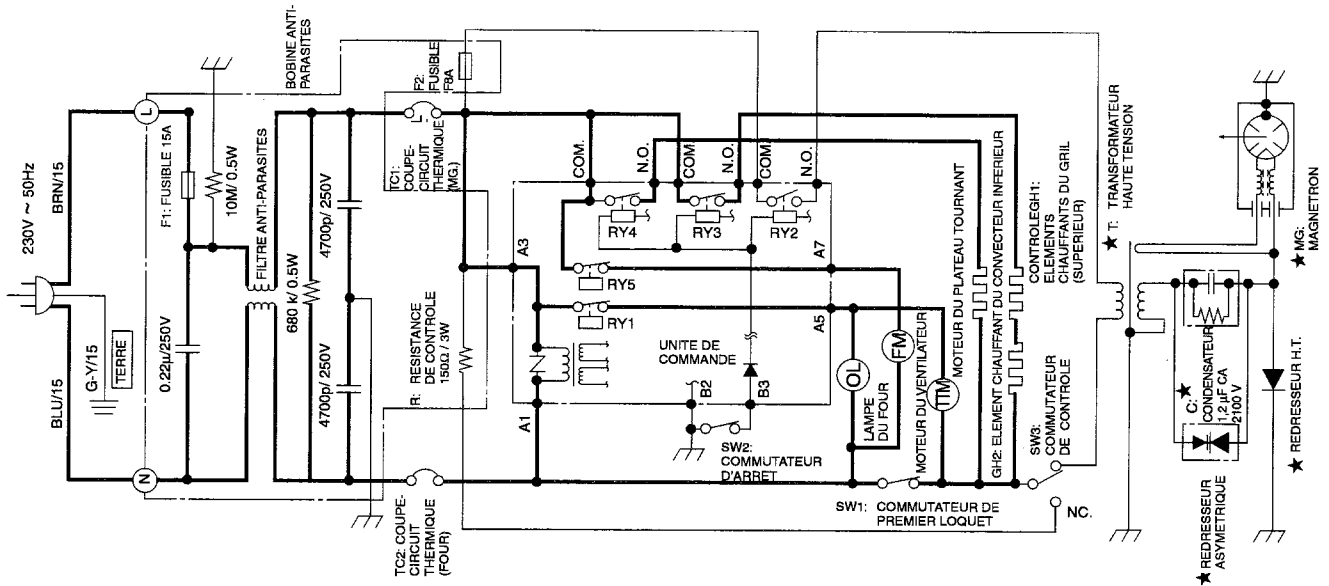 230V ~ 50Hz
BRN/15
BLU/15
G-Y/15
TERRE
L
N
F1: FUSIBLE 15A
10M/ 0.5W
0.22µ/250V
FILTRE ANTI-PARASITES
BOBINE ANTI-
PARASITES
680 k/ 0.5W
4700p/ 250V
4700p/ 250V
F2:
FUSIBLE
F8A
TC1:
COUPE-
CIRCUIT
THERMIQUE
(MG.)
TC2: COUPE-
CIRCUIT
THERMIQUE
(FOUR)
R: RESISTANCE
DE CONTROLE
150Ω / 3W
A3
A1
COM.
N.O.
COM.
N.O.
COM.
N.O.
RY4
RY3
RY2
RY5
RY1
A7
A5
UNITE DE
COMMANDE
B2
B3
SW2:
COMMUTATEUR
D'ARRET
OL
LAMPE
DU FOUR
FM
MOTEUR DU VENTILATEUR
TM
MOTEUR DU PLATEAU TOURNANT
SW1: COMMUTATEUR DE
PREMIER LOQUET
GH2: ELEMENT CHAUFFANT DU CONVECTEUR INFERIEUR
CONTROLEGH1:
ELEMENTS
CHAUFFANTS DU GRIL
(SUPERIEUR)
SW3:
COMMUTATEUR
DE CONTROLE
NC.
★ T: TRANSFORMATEUR
HAUTE TENSION
★ C:
CONDENSATEUR
1,2 µF CA
2100 V
★ REDRESSEUR
ASYMETRIQUE
★ REDRESSEUR H.T.
★ MG:
MAGNETRON